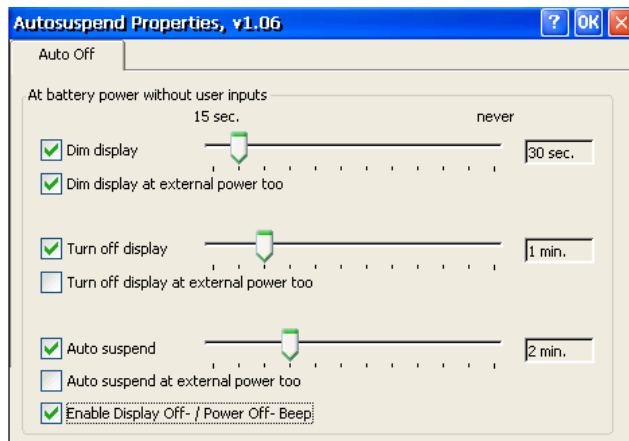 Autosuspend Properties, v1.06 ? OK
Auto Off
At battery power without user inputs
15 sec. never
Dim display 30 sec.
Dim display at external power too
Turn off display 1 min.
Turn off display at external power too
Auto suspend 2 min.
Auto suspend at external power too
Enable Display Off- / Power Off- Beep